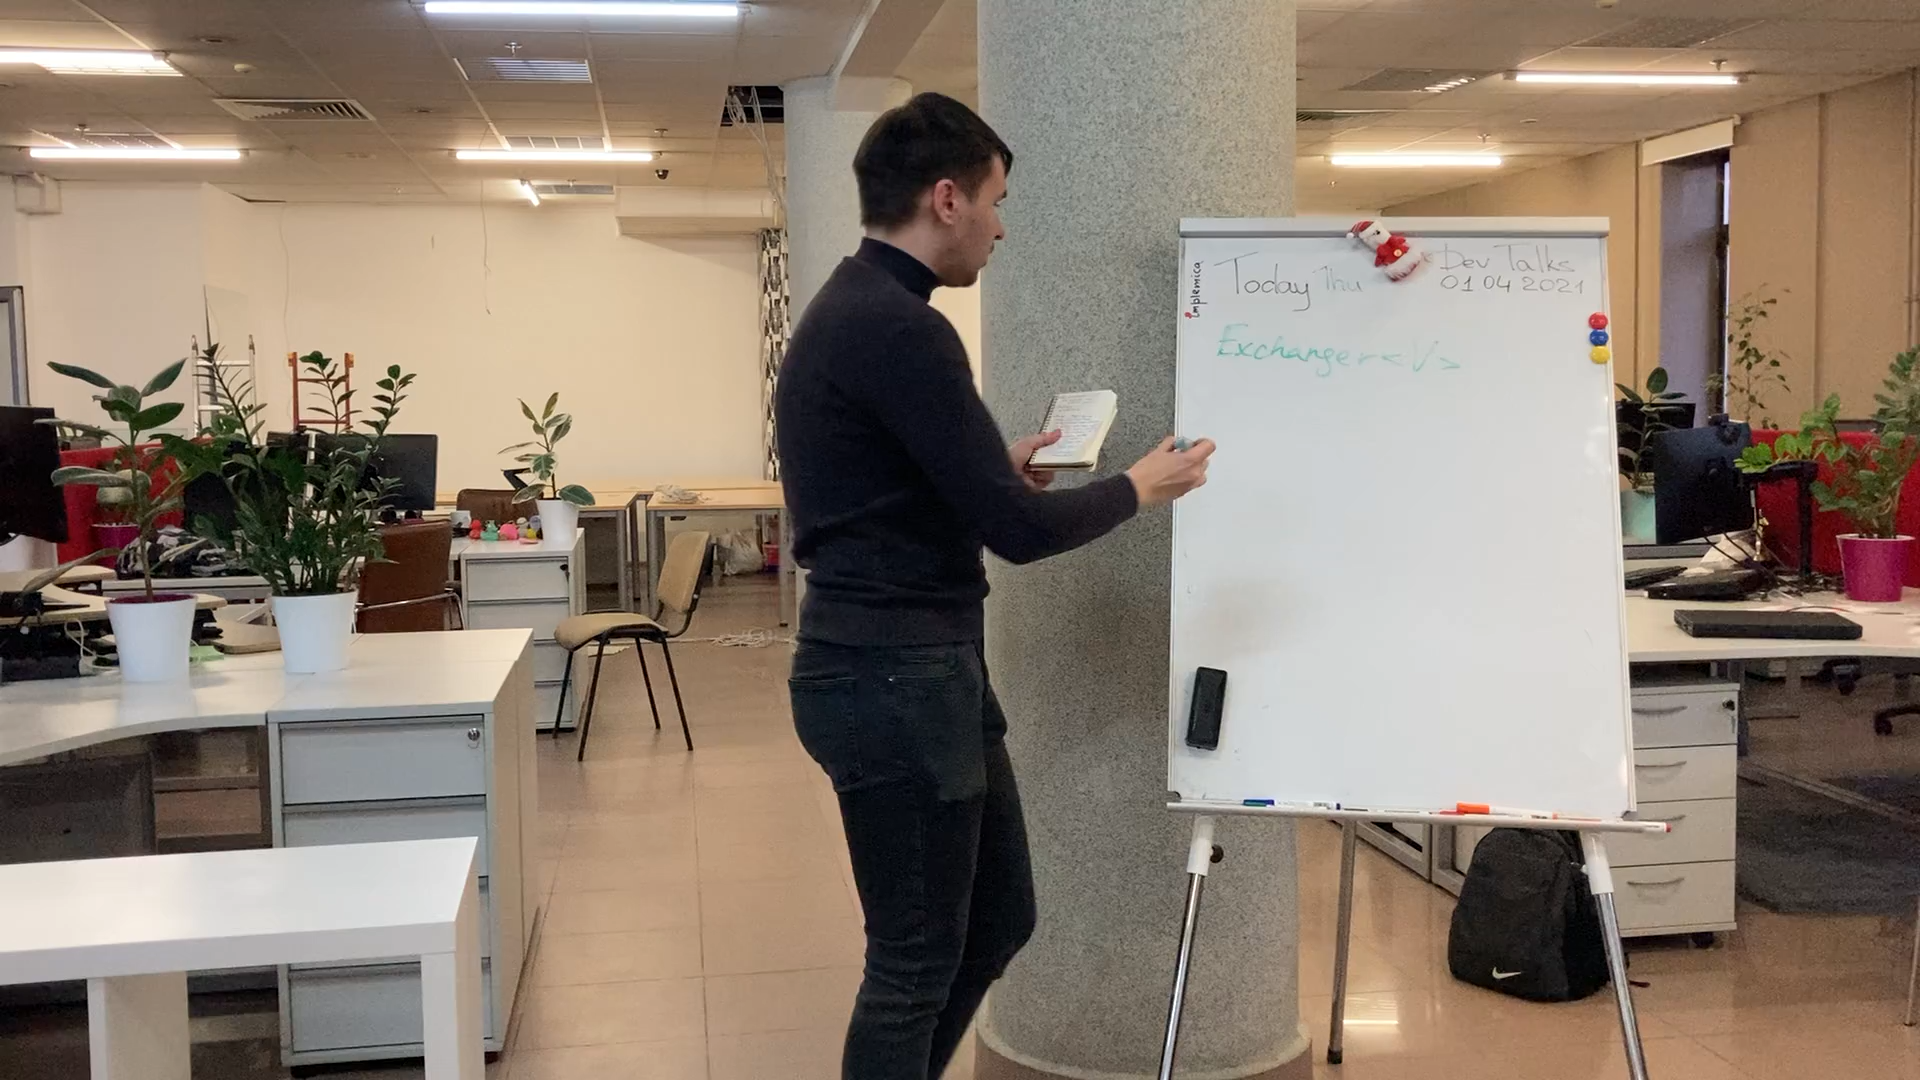 implemica
Today Thu
Dev Talks
01 04 2021
Exchanger<V>